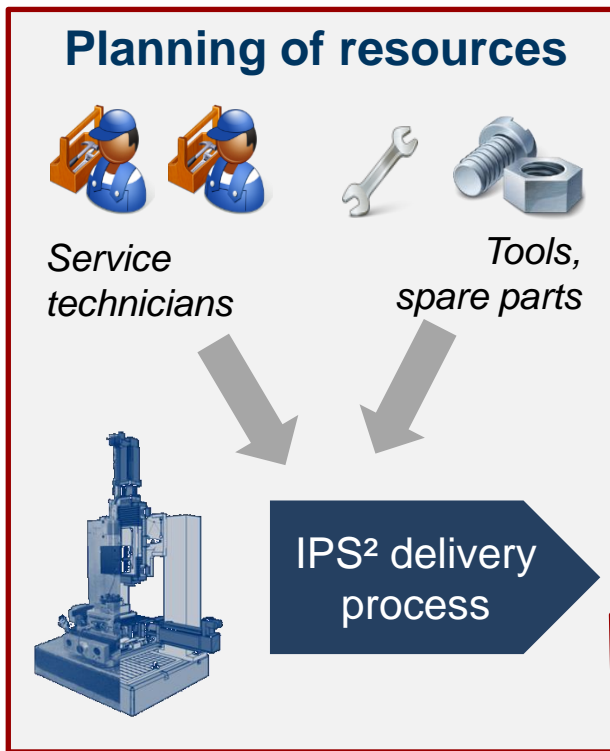 Planning of resources
Service
technicians
Tools,
spare parts
IPS² delivery
process